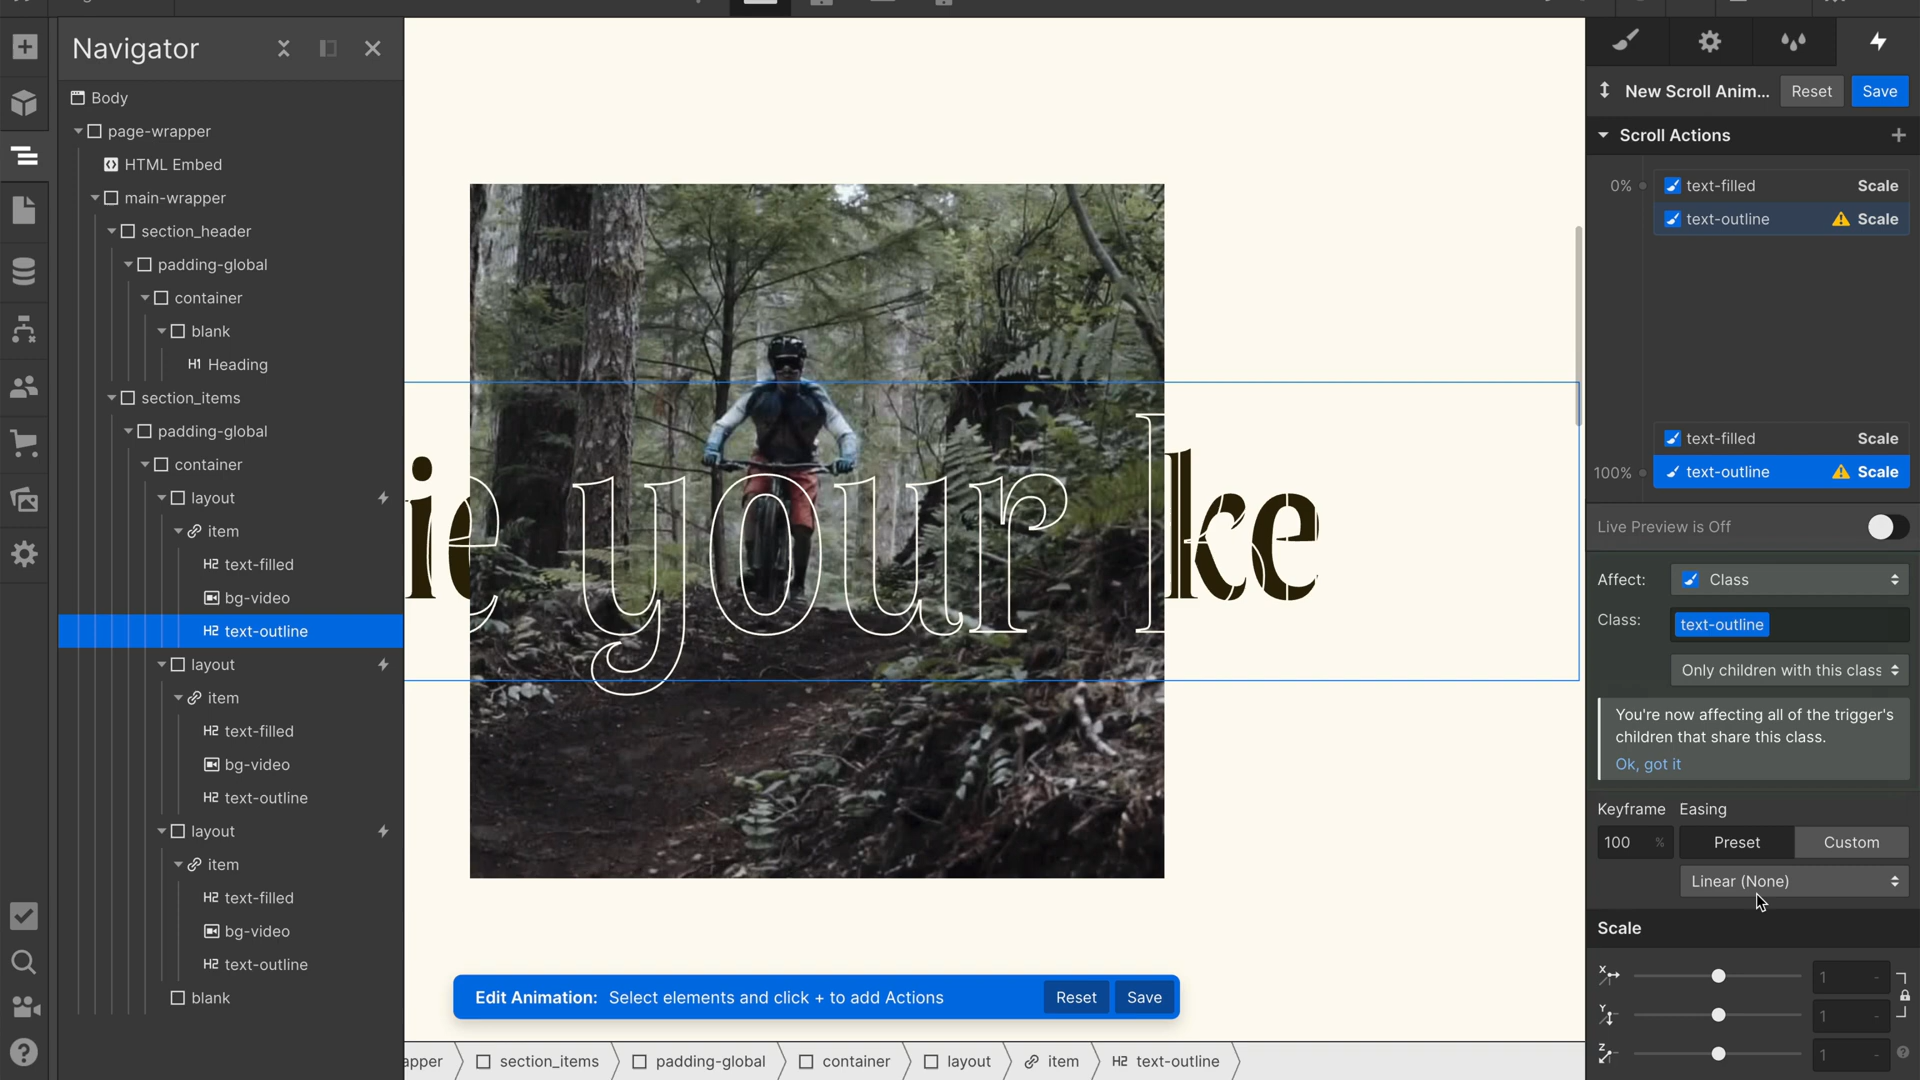 Navigator
Body
page-wrapper
HTML Embed
main-wrapper
section_header
padding-global
container
blank
H1 Heading
section_items
padding-global
container
layout
item
H2 text-filled
bg-video
H2 text-outline
layout
item
H2 text-filled
bg-video
H2 text-outline
layout
item
H2 text-filled
bg-video
H2 text-outline
blank
ie your l
ke
Edit Animation: Select elements and click + to add Actions
Reset
Save
apper
section_items
padding-global
container
layout
item
H2 text-outline
New Scroll Anim...
Reset
Save
Scroll Actions
0%
text-filled Scale
text-outline Scale
text-filled Scale
100%
text-outline Scale
Live Preview is Off
Affect: Class
Class: text-outline
Only children with this class
You're now affecting all of the trigger's
children that share this class.
Ok, got it
Keyframe Easing
100 %
Preset
Custom
Linear (None)
Scale
X 1 -
Y 1 -
Z 1 -